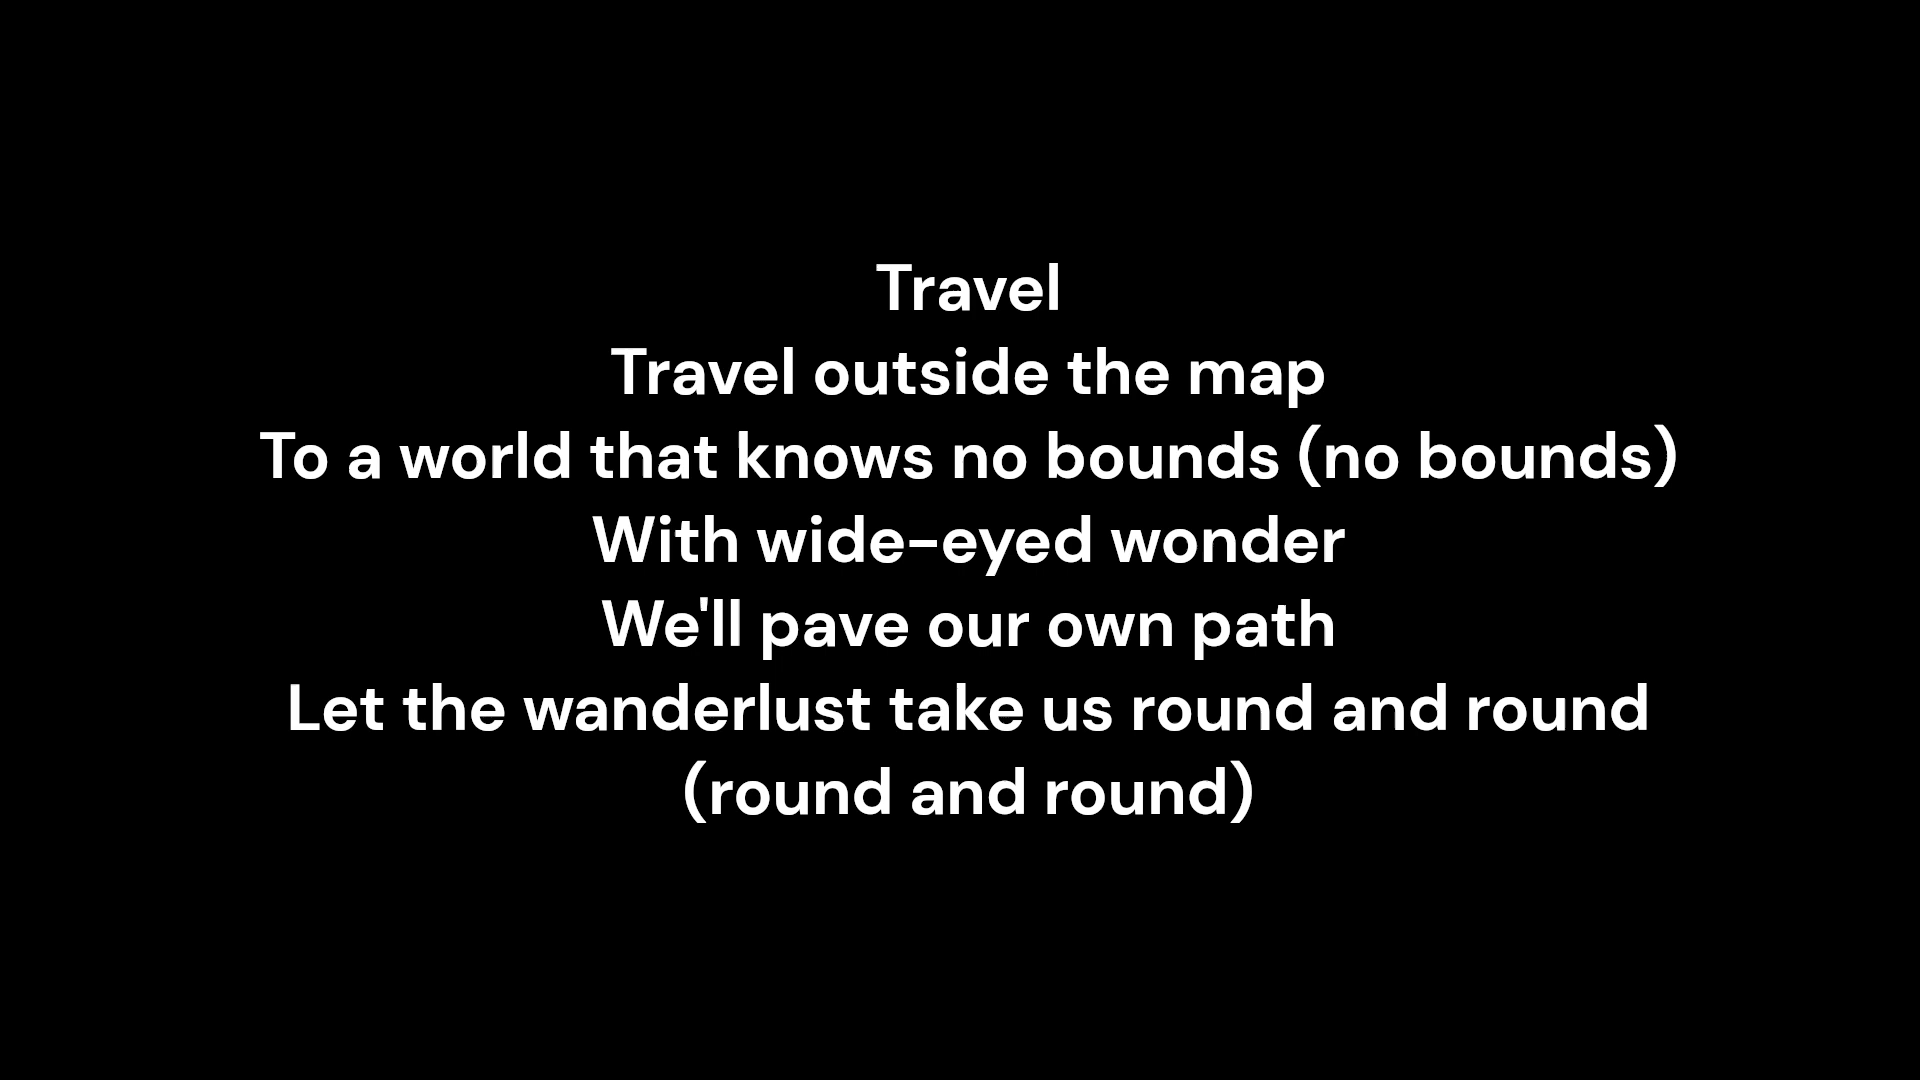 Travel
Travel outside the map
To a world that knows no bounds (no bounds)
With wide-eyed wonder
We'll pave our own path
Let the wanderlust take us round and round
(round and round)